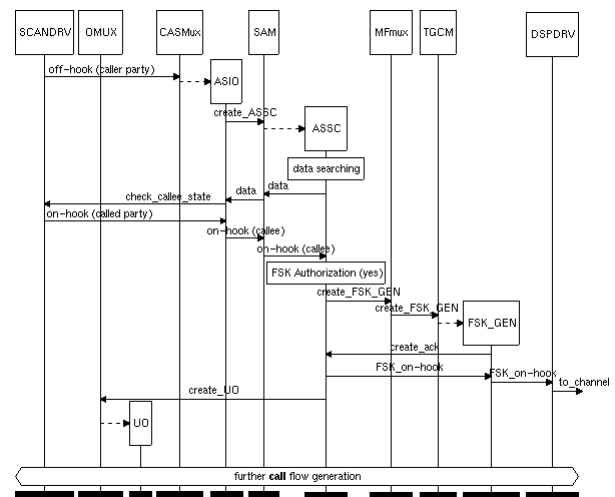 SCANDRV OMUX CASMux SAM MFmux TGCM DSPDRV
off-hook (caller party)
ASIO
create_ASSC
ASSC
data searching
data data
check_callee_state
on-hook (called party)
on-hook (callee)
on-hook (callee)
FSK Authorization (yes)
create_FSK_GEN
create_FSK_GEN
FSK_GEN
create_ack
FSK_on-hook FSK_on-hook
to_channel
create_UO
UO
further call flow generation